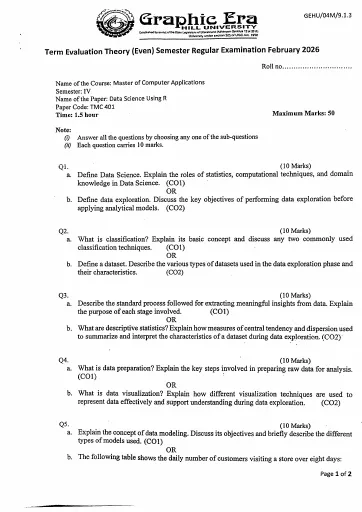 GEHU/04M/9.1.3
Graphic Era
HILL UNIVERSITY
Term Evaluation Theory (Even) Semester Regular Examination February 2026
Roll no..............................
Name of the Course: Master of Computer Applications
Semester: IV
Name of the Paper: Data Science Using R
Paper Code: TMC 401
Time: 1.5 hour Maximum Marks: 50
Note:
(i) Answer all the questions by choosing any one of the sub-questions
(ii) Each question carries 10 marks.
Q1. (10 Marks)
a. Define Data Science. Explain the roles of statistics, computational techniques, and domain
knowledge in Data Science. (CO1)
OR
b. Define data exploration. Discuss the key objectives of performing data exploration before
applying analytical models. (CO2)
Q2. (10 Marks)
a. What is classification? Explain its basic concept and discuss any two commonly used
classification techniques. (CO1)
OR
b. Define a dataset. Describe the various types of datasets used in the data exploration phase and
their characteristics. (CO2)
Q3. (10 Marks)
a. Describe the standard process followed for extracting meaningful insights from data. Explain
the purpose of each stage involved. (CO1)
OR
b. What are descriptive statistics? Explain how measures of central tendency and dispersion used
to summarize and interpret the characteristics of a dataset during data exploration. (CO2)
Q4. (10 Marks)
a. What is data preparation? Explain the key steps involved in preparing raw data for analysis.
(CO1)
OR
b. What is data visualization? Explain how different visualization techniques are used to
represent data effectively and support understanding during data exploration. (CO2)
Q5. (10 Marks)
a. Explain the concept of data modeling. Discuss its objectives and briefly describe the different
types of models used. (CO1)
OR
b. The following table shows the daily number of customers visiting a store over eight days:
Page 1 of 2